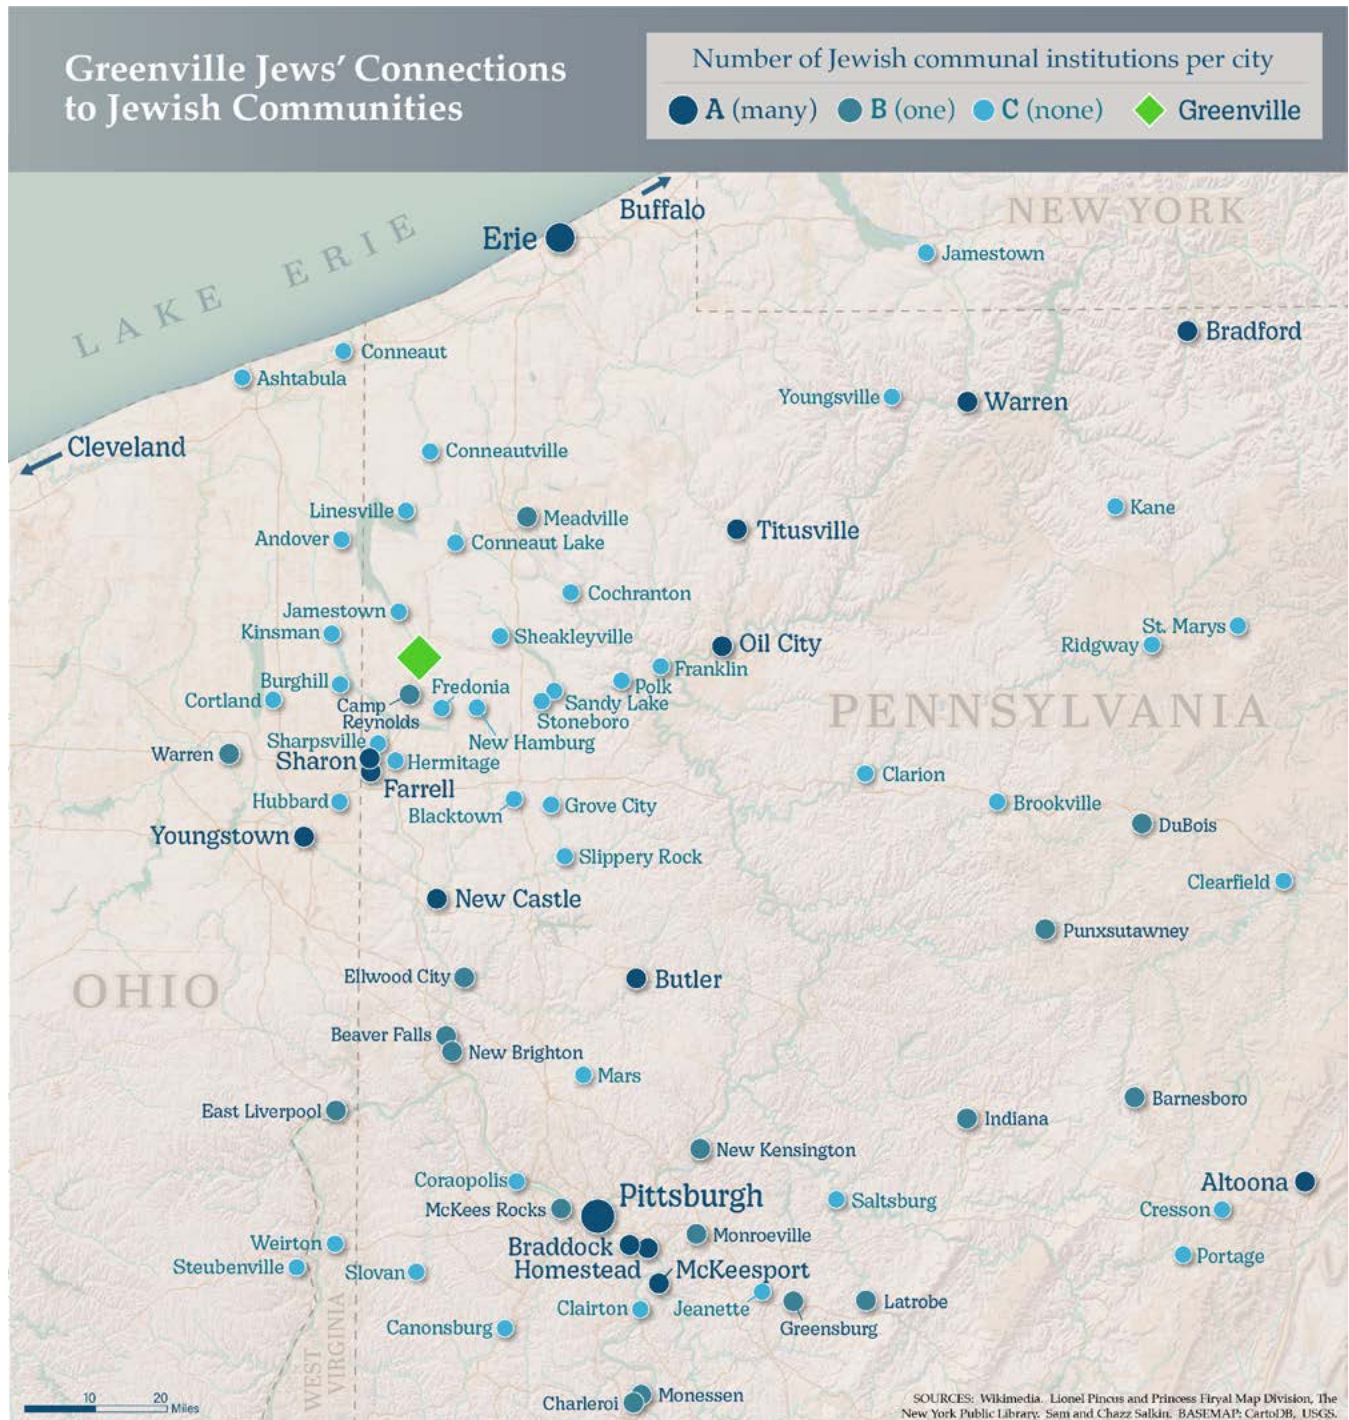 Greenville Jews' Connections
to Jewish Communities
Number of Jewish communal institutions per city
A (many) B (one) C (none) Greenville
Buffalo
NEW YORK
Erie
Jamestown
LAKE ERIE
Bradford
Conneaut
Ashtabula
Youngsville
Warren
Cleveland
Conneautville
Kane
Linesville
Meadville
Titusville
Andover
Conneaut Lake
Cochranton
Jamestown
Kinsman
Sheakleyville
Oil City
St. Marys
Ridgway
Franklin
Burghill
Fredonia
Polk
Cortland
Camp
Reynolds
Sandy Lake
Stoneboro
PENNSYLVANIA
New Hamburg
Sharpsville
Warren
Sharon
Hermitage
Clarion
Farrell
Hubbard
Blacktown
Grove City
Brookville
DuBois
Youngstown
Slippery Rock
Clearfield
New Castle
Punxsutawney
OHIO
Ellwood City
Butler
Beaver Falls
New Brighton
Mars
East Liverpool
Barnesboro
Indiana
New Kensington
Coraopolis
Pittsburgh
Altoona
McKees Rocks
Saltsburg
Cresson
Monroeville
Weirton
Braddock
Portage
Steubenville
Slovan
Homestead
McKeesport
Clairton
Jeanette
Latrobe
Canonsburg
Greensburg
WEST
VIRGINIA
Monessen
Charleroi
10 20
Miles
SOURCES: Wikimedia. Lionel Pincus and Princess Firyal Map Division, The
New York Public Library. Sam and Chazz Salkin. BASEMAP: CartoDB, USGS.